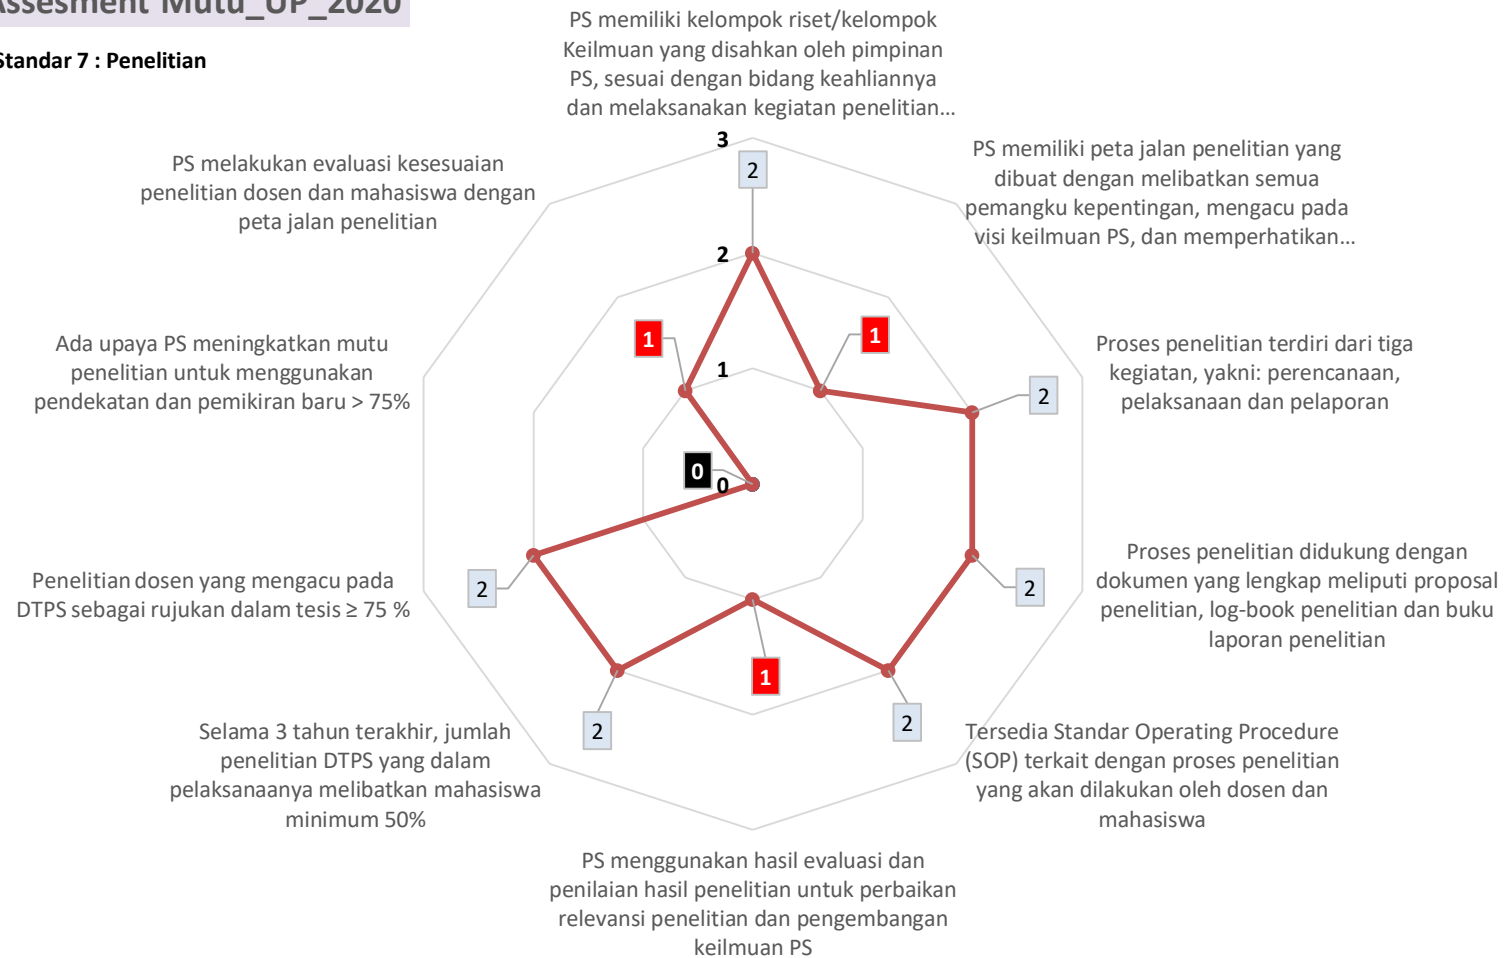 Assesment Mutu_UP_2020
Standar 7 : Penelitian
PS memiliki kelompok riset/kelompok
Keilmuan yang disahkan oleh pimpinan
PS, sesuai dengan bidang keahliannya
dan melaksanakan kegiatan penelitian...
PS memiliki peta jalan penelitian yang
dibuat dengan melibatkan semua
pemangku kepentingan, mengacu pada
visi keilmuan PS, dan memperhatikan...
Proses penelitian terdiri dari tiga
kegiatan, yakni: perencanaan,
pelaksanaan dan pelaporan
Proses penelitian didukung dengan
dokumen yang lengkap meliputi proposal
penelitian, log-book penelitian dan buku
laporan penelitian
Tersedia Standar Operating Procedure
(SOP) terkait dengan proses penelitian
yang akan dilakukan oleh dosen dan
mahasiswa
PS menggunakan hasil evaluasi dan
penilaian hasil penelitian untuk perbaikan
relevansi penelitian dan pengembangan
keilmuan PS
Selama 3 tahun terakhir, jumlah
penelitian DTPS yang dalam
pelaksanaanya melibatkan mahasiswa
minimum 50%
Penelitian dosen yang mengacu pada
DTPS sebagai rujukan dalam tesis ≥ 75 %
Ada upaya PS meningkatkan mutu
penelitian untuk menggunakan
pendekatan dan pemikiran baru > 75%
PS melakukan evaluasi kesesuaian
penelitian dosen dan mahasiswa dengan
peta jalan penelitian
3
2
1
0
2
1
2
2
2
1
2
2
0
1